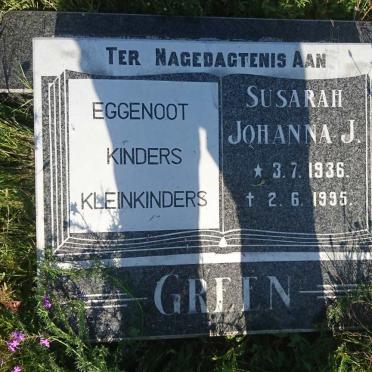 TER NAGEDAGTENIS AAN
EGGENOOT
KINDERS
KLEINKINDERS
SUSARAH
JOHANNA J.
★ 3.7.1936.
✝ 2.6.1995.
GREEN